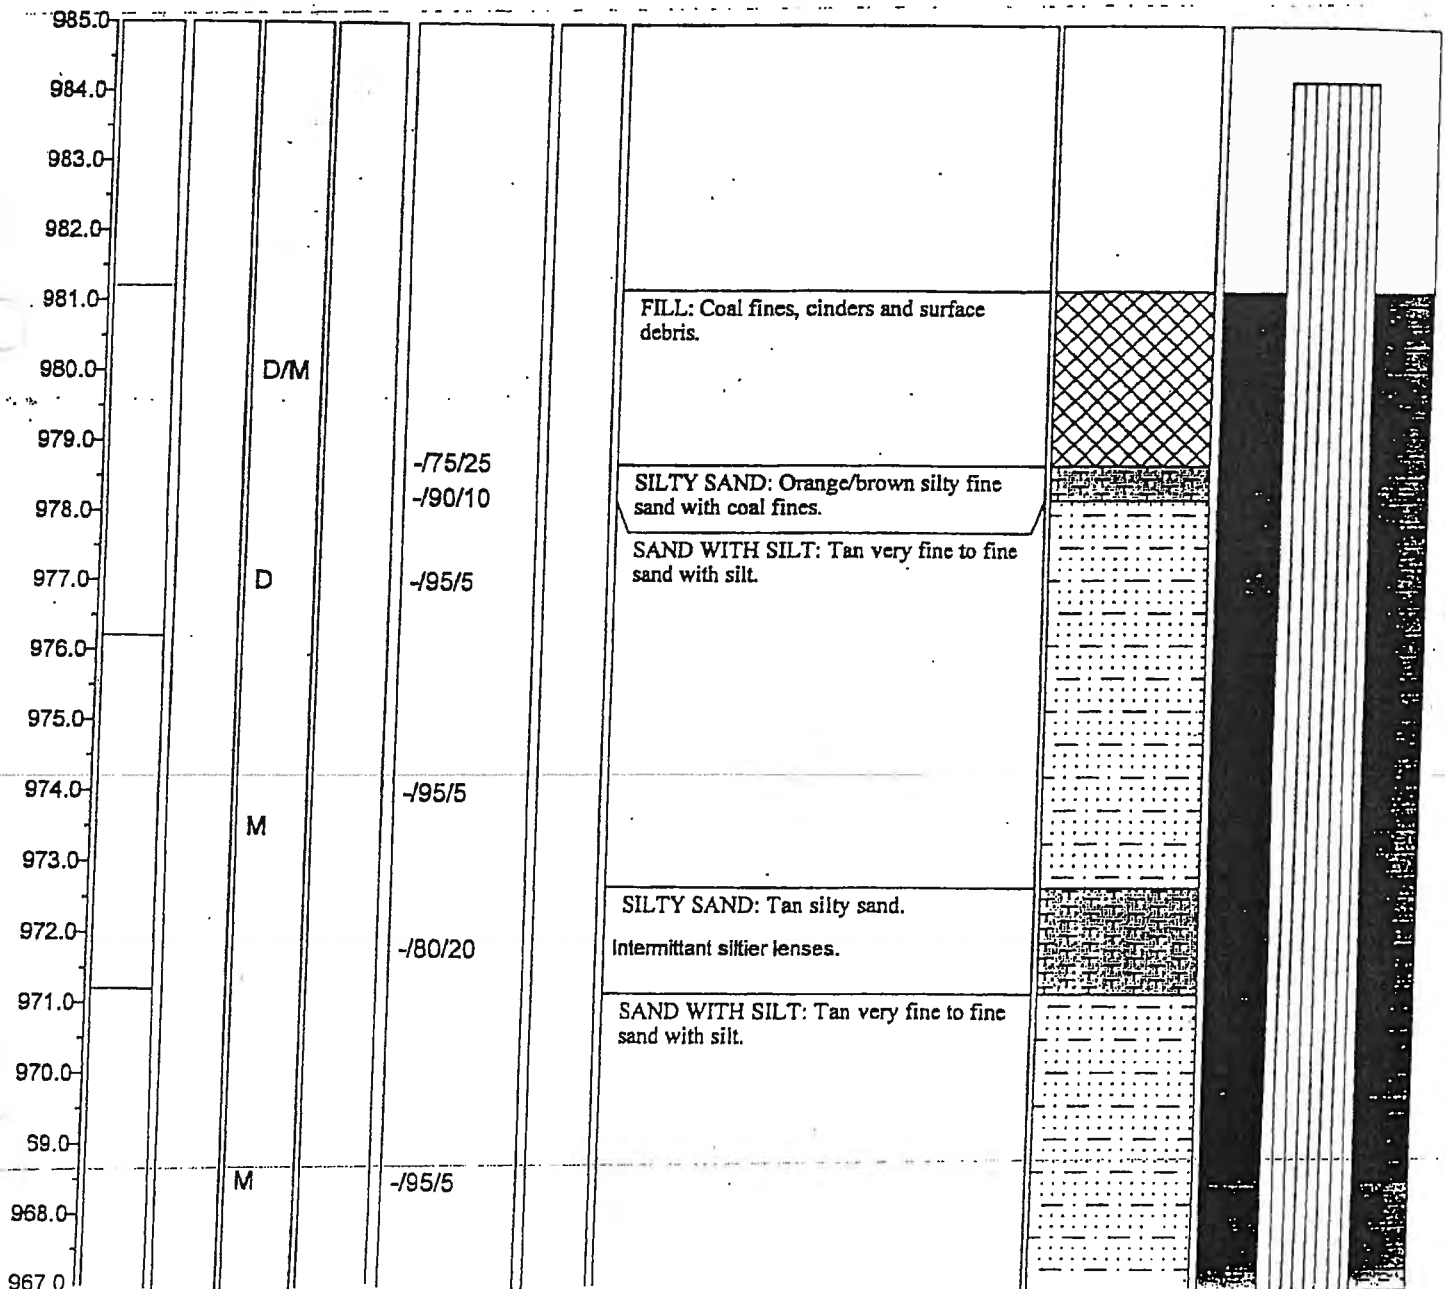 985.0
984.0
983.0
982.0
981.0
FILL: Coal fines, cinders and surface
debris.
980.0
D/M
979.0
-/75/25
SILTY SAND: Orange/brown silty fine
sand with coal fines.
978.0
-/90/10
SAND WITH SILT: Tan very fine to fine
sand with silt.
977.0
D
-/95/5
976.0
975.0
974.0
-/95/5
M
973.0
SILTY SAND: Tan silty sand.
972.0
-/80/20
Intermittant siltier lenses.
971.0
SAND WITH SILT: Tan very fine to fine
sand with silt.
970.0
69.0
M
-/95/5
968.0
967.0